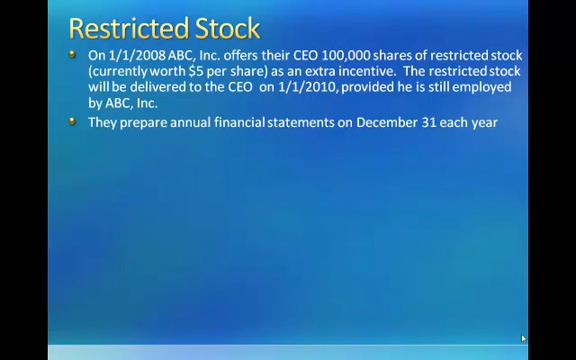 Restricted Stock
On 1/1/2008 ABC, Inc. offers their CEO 100,000 shares of restricted stock
(currently worth $5 per share) as an extra incentive. The restricted stock
will be delivered to the CEO on 1/1/2010, provided he is still employed
by ABC, Inc.
They prepare annual financial statements on December 31 each year